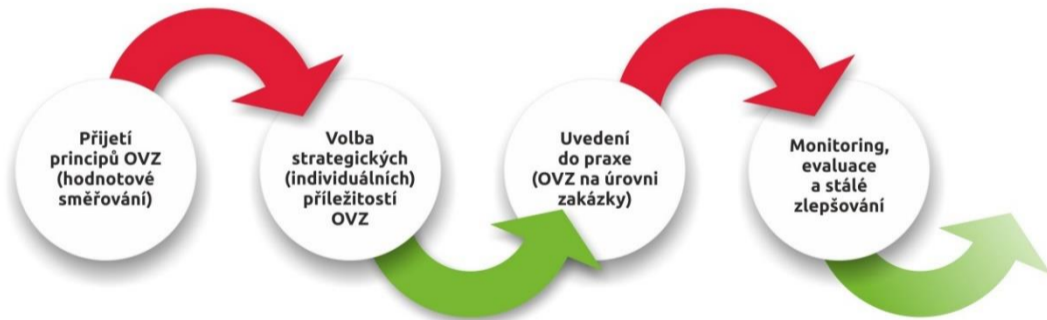 Přijetí
principů OVZ
(hodnotové
směřování)
Volba
strategických
(individuálních)
příležitostí
OVZ
Uvedení
do praxe
(OVZ na úrovni
zakázky)
Monitoring,
evaluace
a stálé
zlepšování